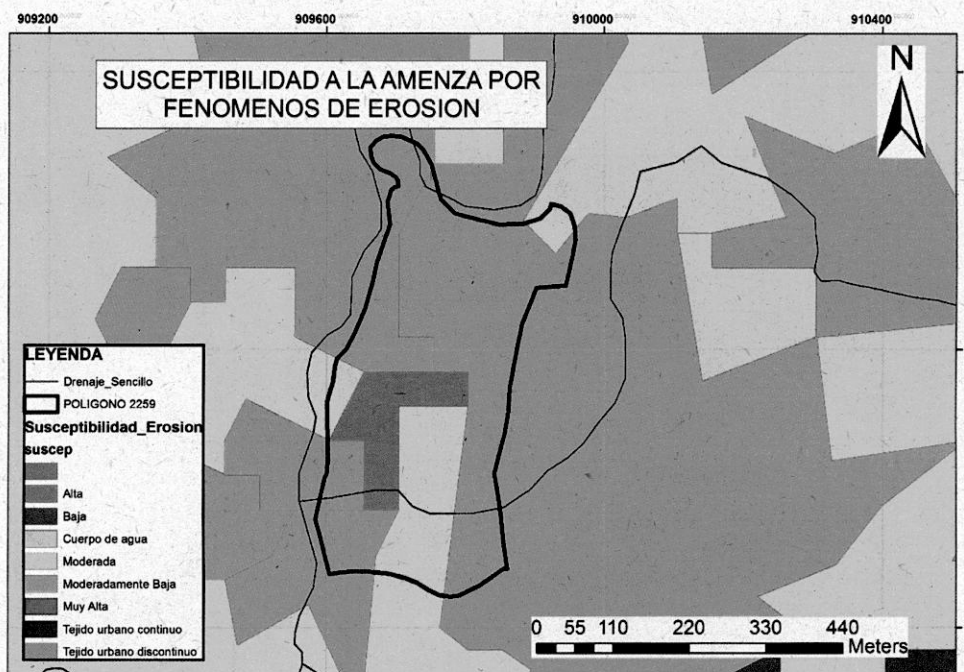 909200
909600
910000
910400
SUSCEPTIBILIDAD A LA AMENZA POR
FENOMENOS DE EROSION
N
LEYENDA
Drenaje_Sencillo
POLIGONO 2259
Susceptibilidad_Erosion
suscep
Alta
Baja
Cuerpo de agua
Moderada
Moderadamente Baja
Muy Alta
Tejido urbano continuo
Tejido urbano discontinuo
0 55 110 220 330 440
Meters